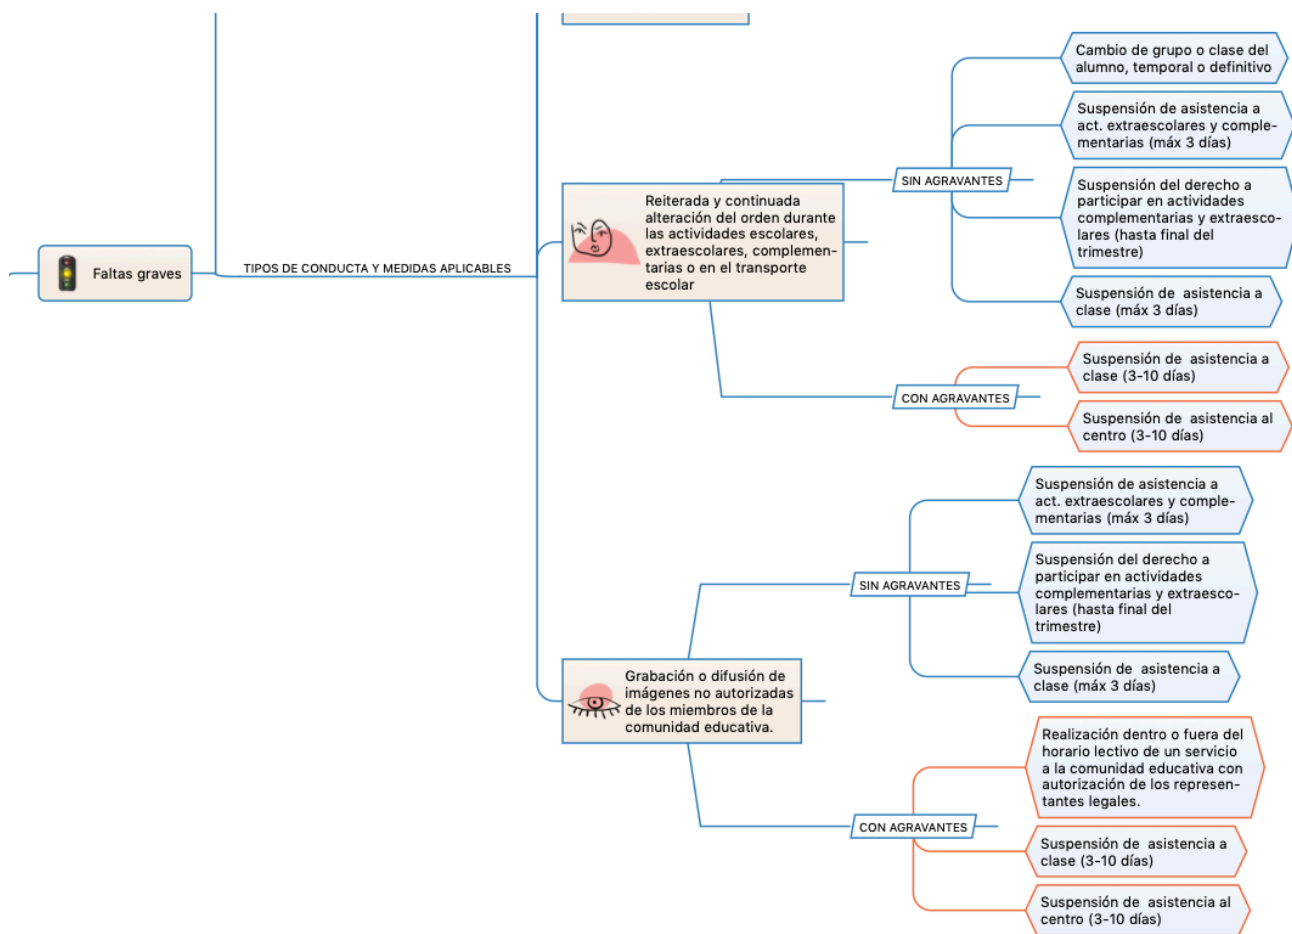 Faltas graves
TIPOS DE CONDUCTA Y MEDIDAS APLICABLES
Reiterada y continuada
alteración del orden durante
las actividades escolares,
extraescolares, complemen-
tarias o en el transporte
escolar
SIN AGRAVANTES
Cambio de grupo o clase del
alumno, temporal o definitivo
Suspensión de asistencia a
act. extraescolares y comple-
mentarias (máx 3 días)
Suspensión del derecho a
participar en actividades
complementarias y extraesco-
lares (hasta final del
trimestre)
Suspensión de  asistencia a
clase (máx 3 días)
CON AGRAVANTES
Suspensión de  asistencia a
clase (3-10 días)
Suspensión de  asistencia al
centro (3-10 días)
Grabación o difusión de
imágenes no autorizadas
de los miembros de la
comunidad educativa.
SIN AGRAVANTES
Suspensión de asistencia a
act. extraescolares y comple-
mentarias (máx 3 días)
Suspensión del derecho a
participar en actividades
complementarias y extraesco-
lares (hasta final del
trimestre)
Suspensión de  asistencia a
clase (máx 3 días)
CON AGRAVANTES
Realización dentro o fuera del
horario lectivo de un servicio
a la comunidad educativa con
autorización de los represen-
tantes legales.
Suspensión de  asistencia a
clase (3-10 días)
Suspensión de  asistencia al
centro (3-10 días)